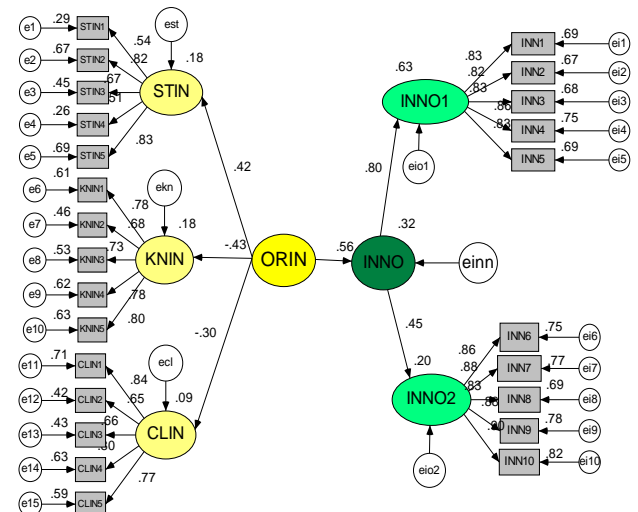 e1 .29 STIN1
e2 .67 STIN2
e3 .45 STIN3
e4 .26 STIN4
e5 .69 STIN5
.54
.82
.67
.51
.83
est
.18
STIN
e6 .61 KNIN1
e7 .46 KNIN2
e8 .53 KNIN3
e9 .62 KNIN4
e10 .63 KNIN5
.78
.68
.73
.78
.80
ekn
.18
KNIN
e11 .71 CLIN1
e12 .42 CLIN2
e13 .43 CLIN3
e14 .63 CLIN4
e15 .59 CLIN5
.84
.65
.66
.80
.77
ecl
.09
CLIN
.42
-.43
-.30
ORIN
.56
.32
INNO
einn
.80
.45
.63
INNO1
eio1
.83
.82
.83
.86
.83
INN1 .69 ei1
INN2 .67 ei2
INN3 .68 ei3
INN4 .75 ei4
INN5 .69 ei5
.20
INNO2
eio2
.86
.88
.83
INN6 .75 ei6
INN7 .77 ei7
INN8 .69 ei8
INN9 .78 ei9
INN10 .82 ei10